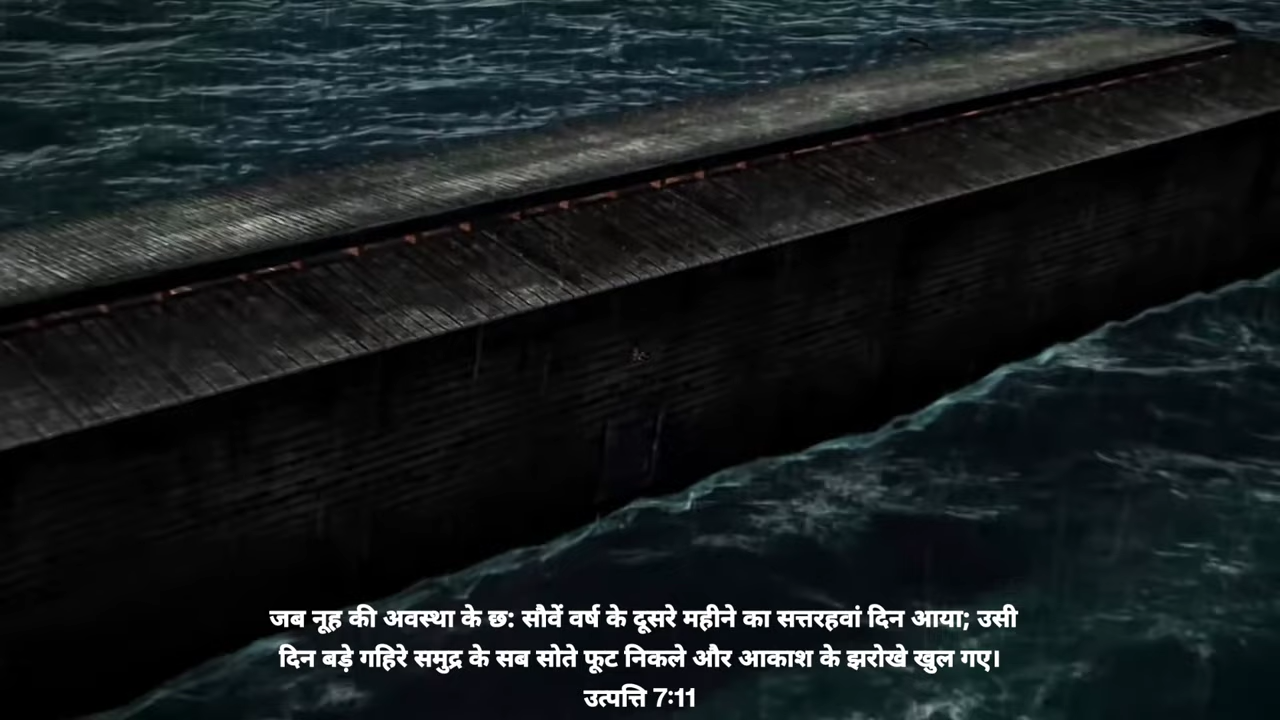 जब नूह की अवस्था के छ: सौवें वर्ष के दूसरे महीने का सत्तरहवां दिन आया; उसी
दिन बड़े गहिरे समुद्र के सब सोते फूट निकले और आकाश के झरोखे खुल गए।
उत्पत्ति 7:11